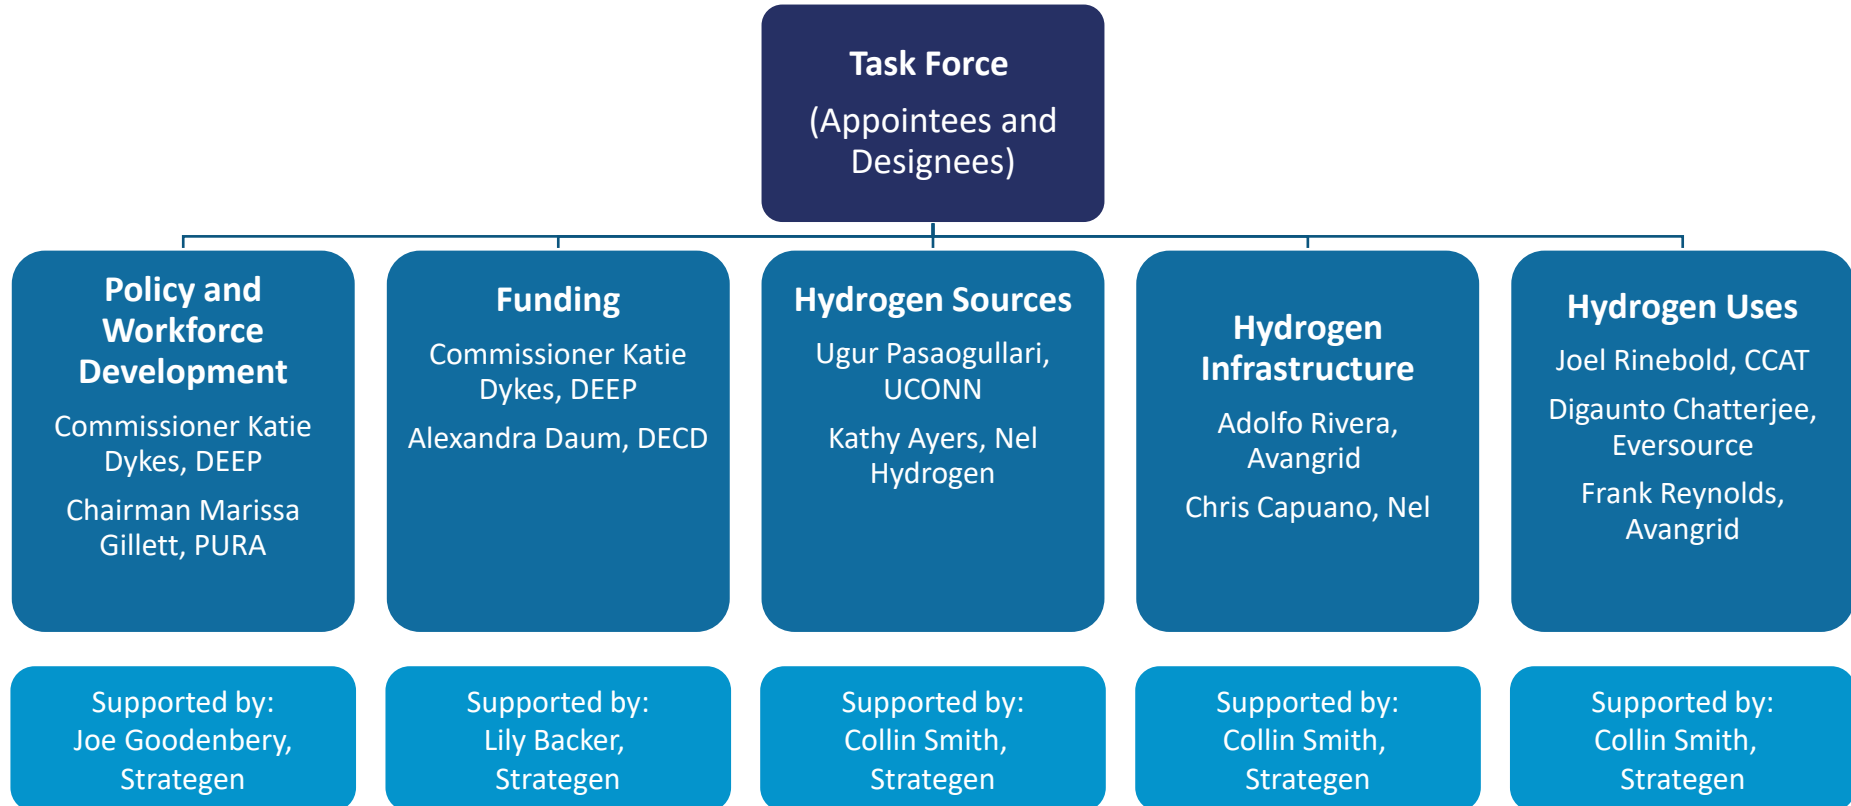 Task Force
(Appointees and
Designees)
Policy and
Workforce
Development
Commissioner Katie
Dykes, DEEP
Chairman Marissa
Gillett, PURA
Funding
Commissioner Katie
Dykes, DEEP
Alexandra Daum, DECD
Hydrogen Sources
Ugur Pasaogullari,
UCONN
Kathy Ayers, Nel
Hydrogen
Hydrogen
Infrastructure
Adolfo Rivera,
Avangrid
Chris Capuano, Nel
Hydrogen Uses
Joel Rinebold, CCAT
Digaunto Chatterjee,
Eversource
Frank Reynolds,
Avangrid
Supported by:
Joe Goodenbery,
Strategen
Supported by:
Lily Backer,
Strategen
Supported by:
Collin Smith,
Strategen
Supported by:
Collin Smith,
Strategen
Supported by:
Collin Smith,
Strategen